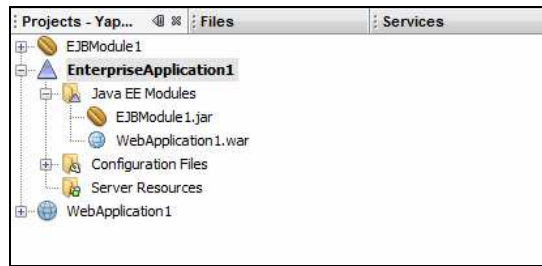 Projects - Yap... Files Services
EJBModule1
EnterpriseApplication1
Java EE Modules
EJBModule1.jar
WebApplication1.war
Configuration Files
Server Resources
WebApplication1